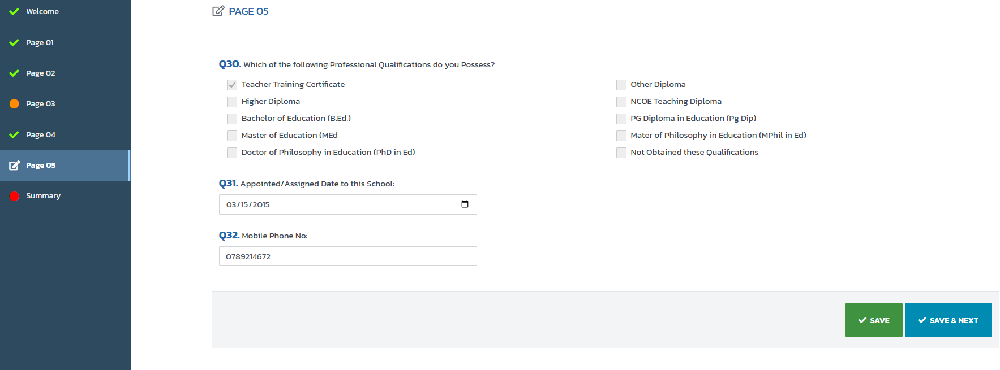 Welcome
Page 01
Page 02
Page 03
Page 04
Page 05
Summary
PAGE 05
Q30. Which of the following Professional Qualifications do you Possess?
Teacher Training Certificate
Other Diploma
Higher Diploma
NCOE Teaching Diploma
Bachelor of Education (B.Ed.)
PG Diploma in Education (Pg Dip)
Master of Education (MEd
Mater of Philosophy in Education (MPhil in Ed)
Doctor of Philosophy in Education (PhD in Ed)
Not Obtained these Qualifications
Q31. Appointed/Assigned Date to this School:
03/15/2015
Q32. Mobile Phone No:
0789214672
SAVE
SAVE & NEXT